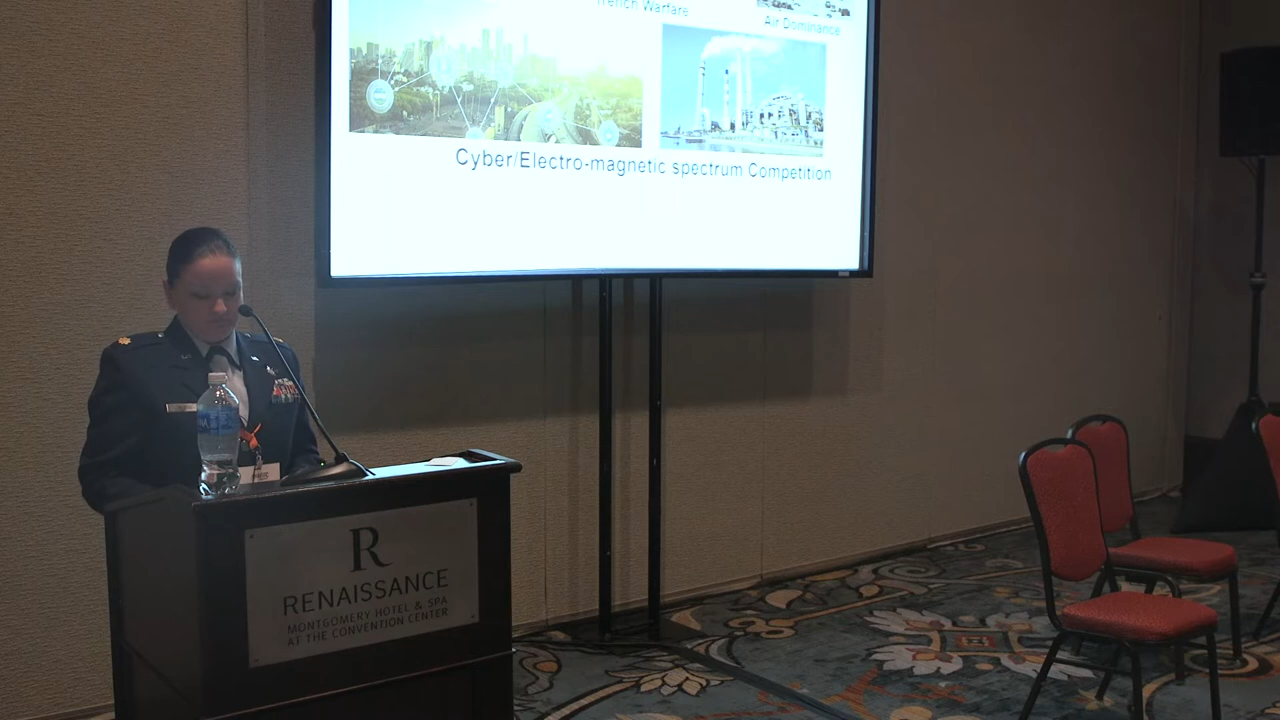 Trench Warfare
Air Dominance
Cyber/Electro-magnetic spectrum Competition
R
RENAISSANCE
MONTGOMERY HOTEL & SPA
AT THE CONVENTION CENTER